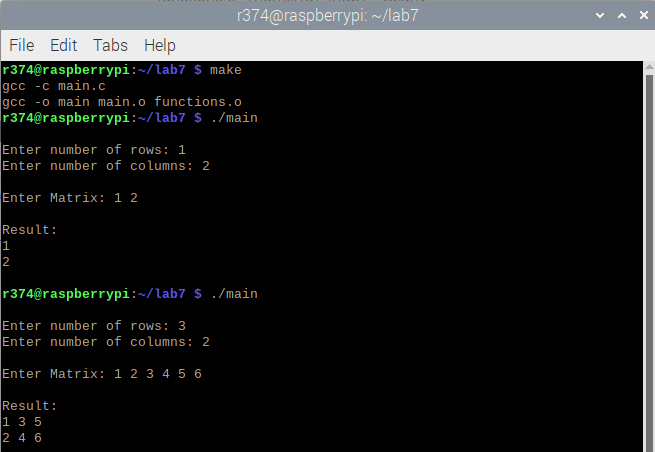 r374@raspberrypi: ~/lab7
File Edit Tabs Help
r374@raspberrypi:~/lab7 $ make
gcc -c main.c
gcc -o main main.o functions.o
r374@raspberrypi:~/lab7 $ ./main
Enter number of rows: 1
Enter number of columns: 2
Enter Matrix: 1 2
Result:
1
2
r374@raspberrypi:~/lab7 $ ./main
Enter number of rows: 3
Enter number of columns: 2
Enter Matrix: 1 2 3 4 5 6
Result:
1 3 5
2 4 6